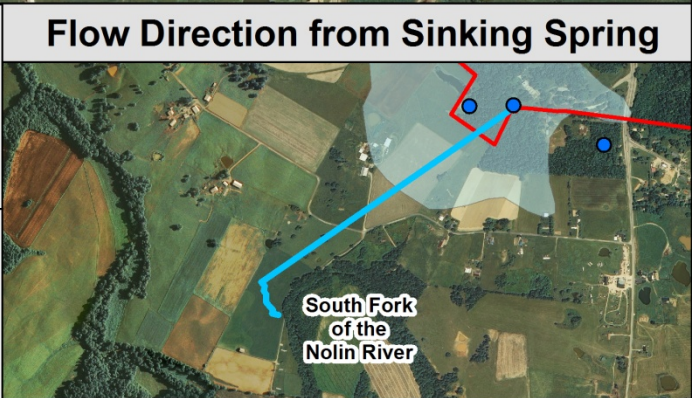 Flow Direction from Sinking Spring
South Fork
of the
Nolin River